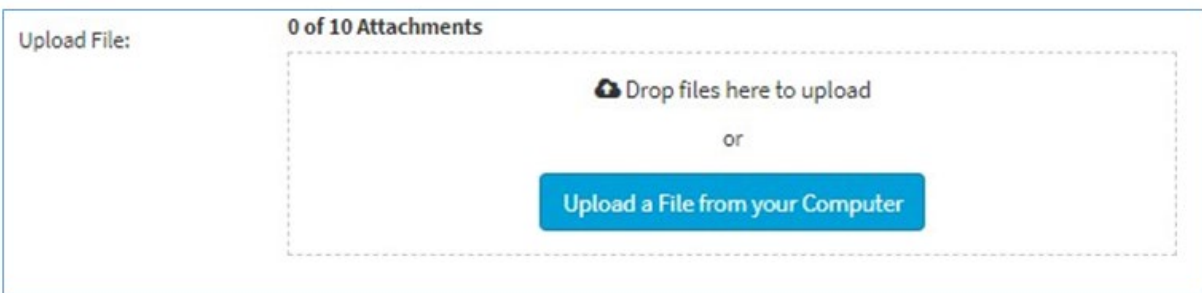 Upload File:
0 of 10 Attachments
Drop files here to upload
or
Upload a File from your Computer